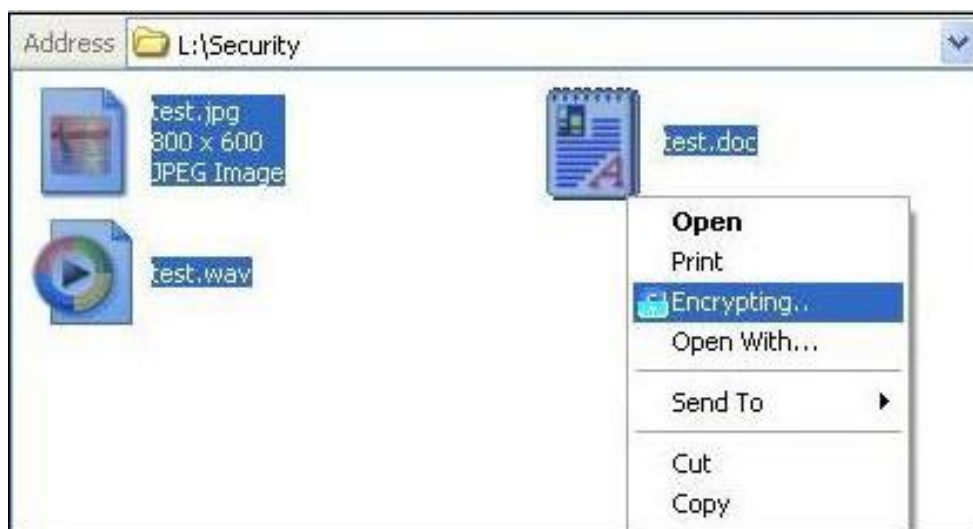 Address L:\Security
test.jpg
800 x 600
JPEG Image
test.doc
test.wav
Open
Print
Encrypting..
Open With...
Send To
Cut
Copy